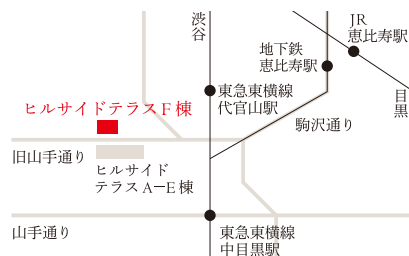 渋谷
JR
恵比寿駅
地下鉄
恵比寿駅
東急東横線
代官山駅
目黒
ヒルサイドテラスF棟
駒沢通り
旧山手通り
ヒルサイド
テラス A–E 棟
山手通り
東急東横線
中目黒駅